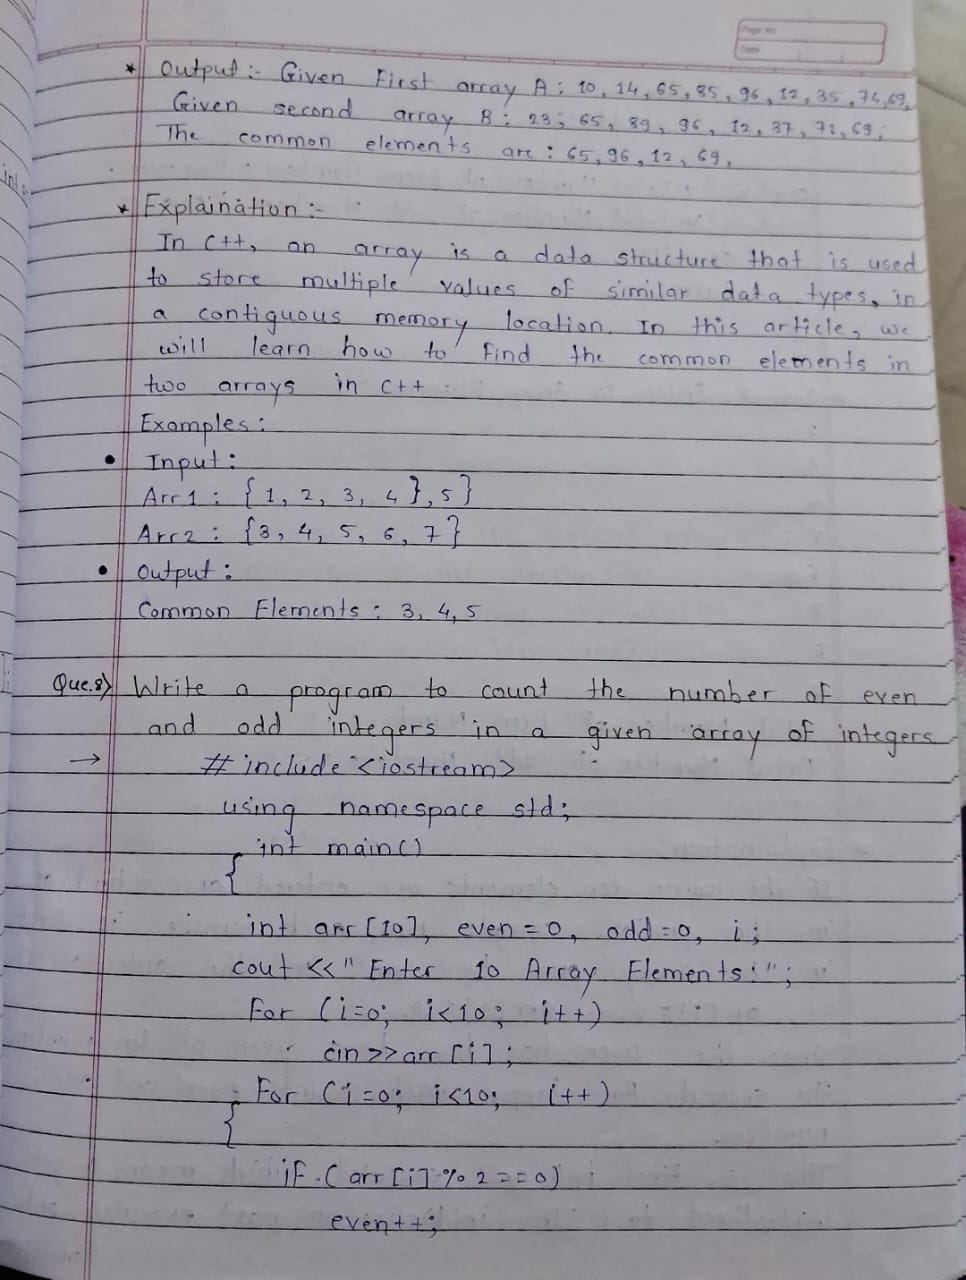 Page No
Date
* Output :- Given First array A : 10, 14, 65, 85, 96, 12, 35, 74, 69,
Given second array B : 23, 65, 89, 96, 12, 37, 71, 69,
The common elements are : 65, 96, 12, 69,
* Explaination :-
In C++, an array is a data structure that is used
to store multiple values of similar data types, in
a contiguous memory location. In this article, we
will learn how to find the common elements in
two arrays in C++
Examples :
• Input :
Arr1 : { 1, 2, 3, 4 }, 5 }
Arr2 : {3, 4, 5, 6, 7}
• Output :
Common Elements : 3, 4, 5
Que.8) Write a program to count the number of even
and odd integers in a given array of integers
→ # include <iostream>
using namespace std;
int main()
{
int arr [10], even = 0, odd = 0, i;
cout << " Enter 10 Array Elements: ";
For (i=0; i<10; i++)
cin >> arr [i];
For (i=0; i<10; i++)
{
if ( arr [i] % 2 == 0)
even++;